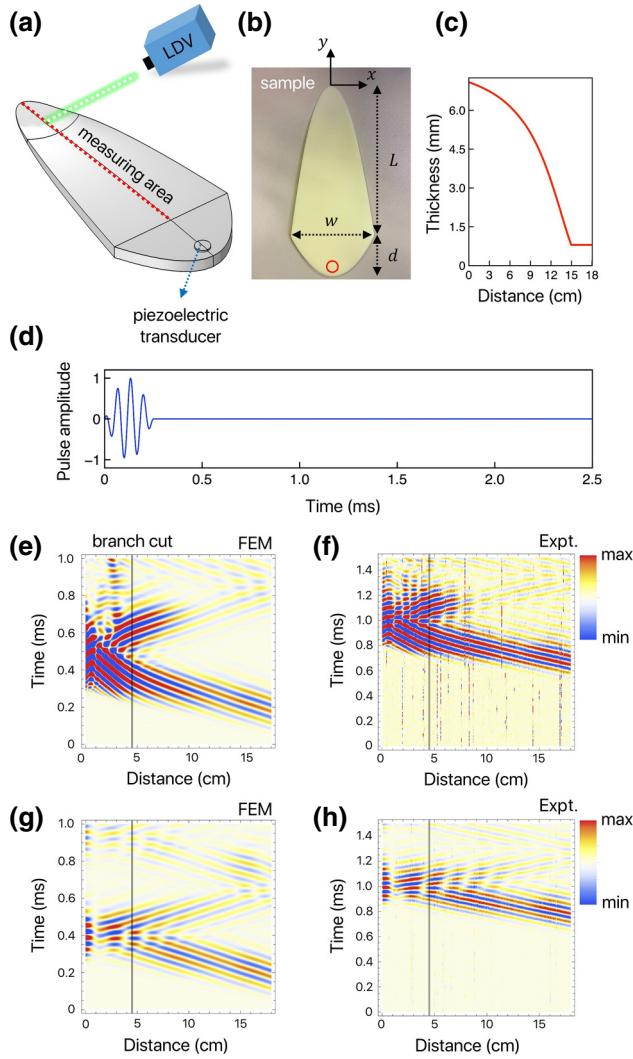 (a)
LDV
measuring area
piezoelectric
transducer
(b)
y
x
sample
L
w
d
(c)
Thickness (mm)
6.0
4.5
3.0
1.5
0
0 3 6 9 12 15 18
Distance (cm)
(d)
Pulse amplitude
1
0
−1
0 0.5 1.0 1.5 2.0 2.5
Time (ms)
(e)
branch cut FEM
Time (ms)
1.0
0.8
0.6
0.4
0.2
0
0 5 10 15
Distance (cm)
(f)
Expt.
max
min
Time (ms)
1.4
1.2
1.0
0.8
0.6
0.4
0.2
0
0 5 10 15
Distance (cm)
(g)
FEM
Time (ms)
1.0
0.8
0.6
0.4
0.2
0
0 5 10 15
Distance (cm)
(h)
Expt.
max
min
Time (ms)
1.4
1.2
1.0
0.8
0.6
0.4
0.2
0
0 5 10 15
Distance (cm)